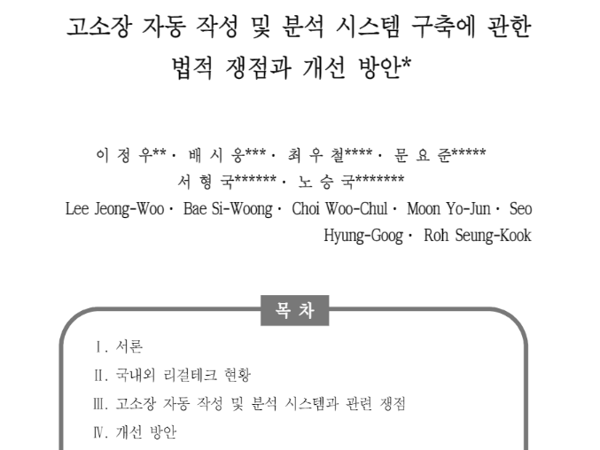 고소장 자동 작성 및 분석 시스템 구축에 관한
법적 쟁점과 개선 방안*
이 정 우**· 배 시 웅***· 최 우 철****· 문 요 준*****
서 형 국******· 노 승 국*******
Lee Jeong-Woo· Bae Si-Woong· Choi Woo-Chul· Moon Yo-Jun· Seo
Hyung-Goog· Roh Seung-Kook
목 차
Ⅰ. 서론
Ⅱ. 국내외 리걸테크 현황
Ⅲ. 고소장 자동 작성 및 분석 시스템과 관련 쟁점
Ⅳ. 개선 방안